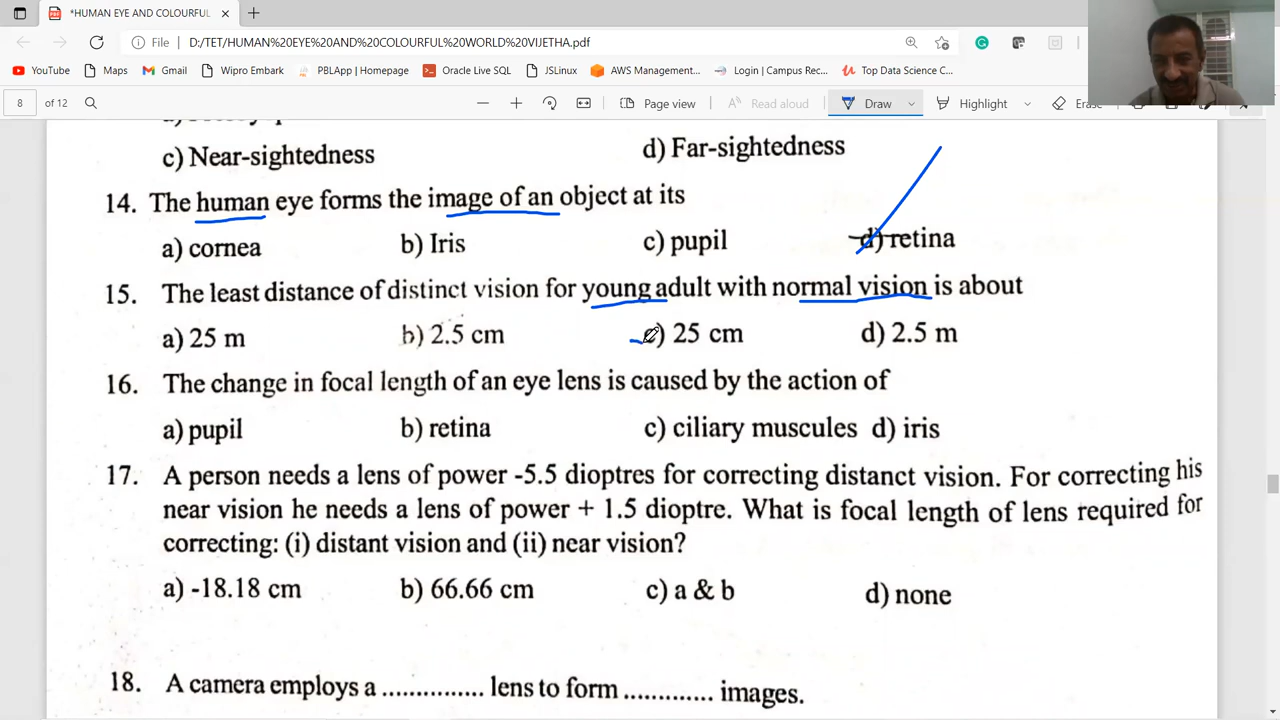 *HUMAN EYE AND COLOURFUL
File D:/TET/HUMAN%20EYE%20AND%20COLOURFUL%20WORLD
VIJETHA.pdf
YouTube Maps Gmail Wipro Embark PBLApp | Homepage Oracle Live SQL JSLinux AWS Management... Login | Campus Rec... Top Data Science C...
8 of 12 Page view Read aloud Draw Highlight Erase
c) Near-sightedness d) Far-sightedness
14. The human eye forms the image of an object at its
a) cornea b) Iris c) pupil d) retina
15. The least distance of distinct vision for young adult with normal vision is about
a) 25 m b) 2.5 cm c) 25 cm d) 2.5 m
16. The change in focal length of an eye lens is caused by the action of
a) pupil b) retina c) ciliary muscules d) iris
17. A person needs a lens of power -5.5 dioptres for correcting distanct vision. For correcting his
near vision he needs a lens of power + 1.5 dioptre. What is focal length of lens required for
correcting: (i) distant vision and (ii) near vision?
a) -18.18 cm b) 66.66 cm c) a & b d) none
18. A camera employs a ............... lens to form ............. images.